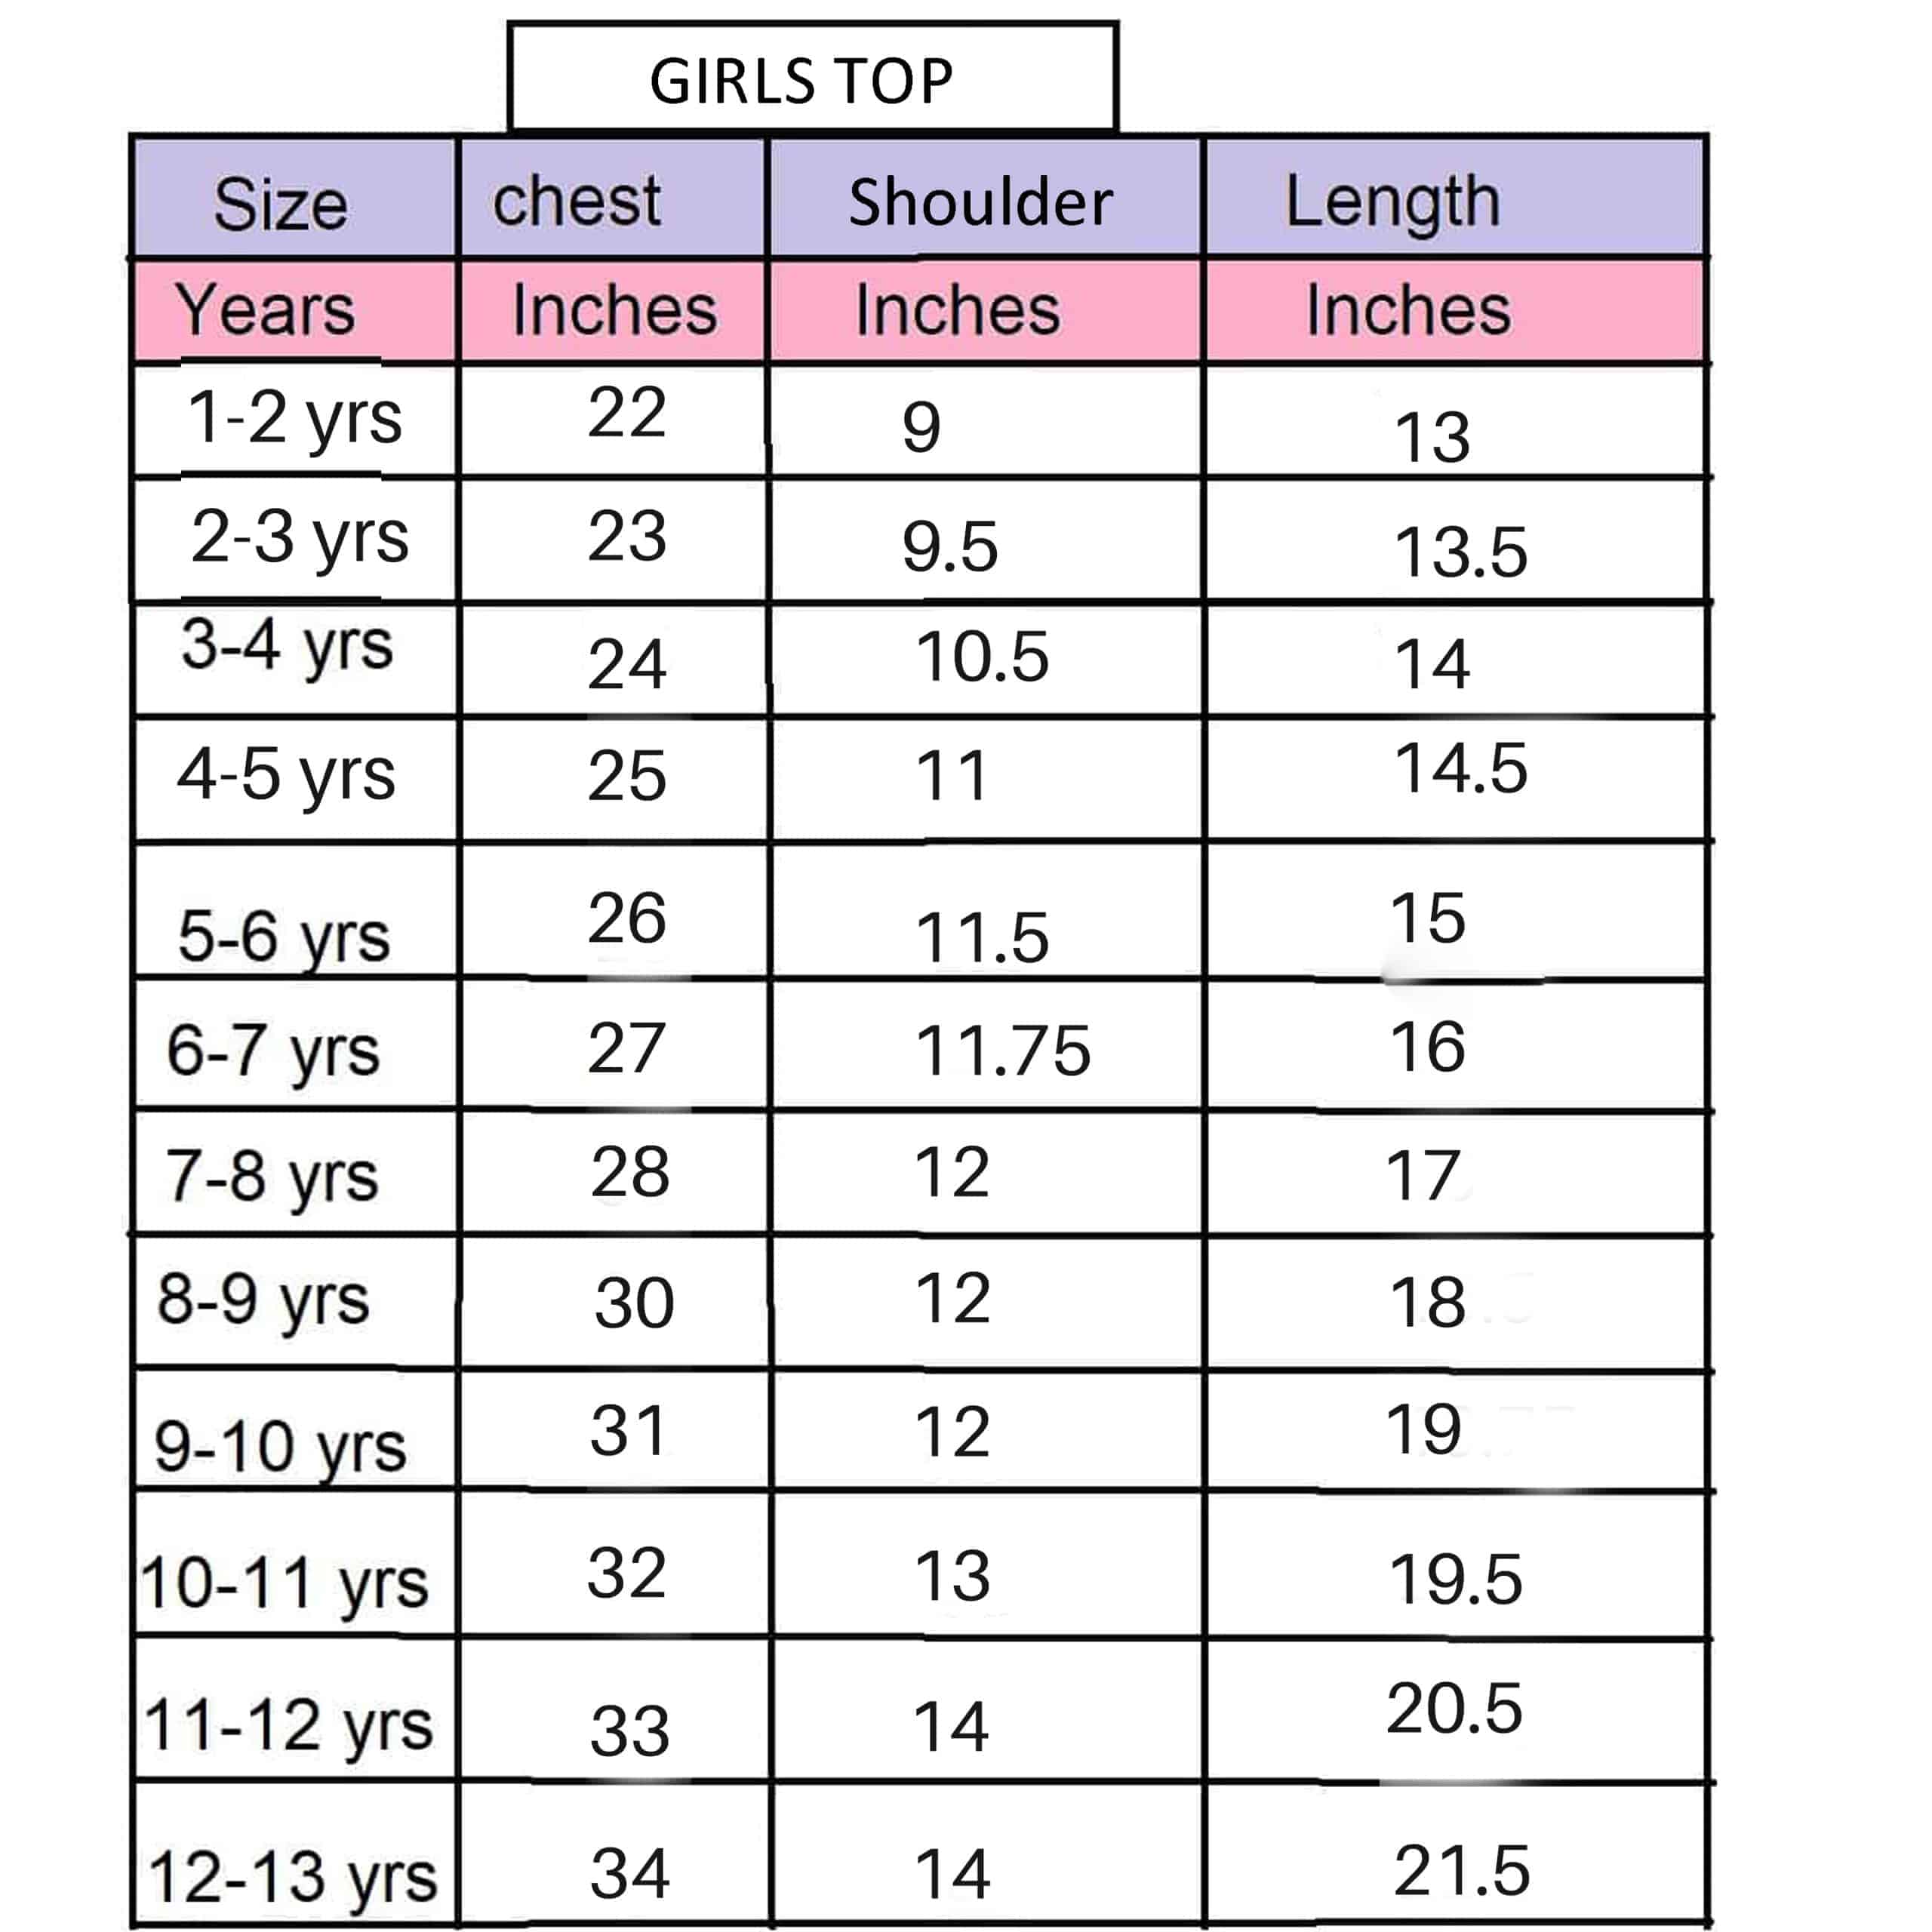 GIRLS TOP
Size chest Shoulder Length
Years Inches Inches Inches
1-2 yrs 22 9 13
2-3 yrs 23 9.5 13.5
3-4 yrs 24 10.5 14
4-5 yrs 25 11 14.5
5-6 yrs 26 11.5 15
6-7 yrs 27 11.75 16
7-8 yrs 28 12 17
8-9 yrs 30 12 18
9-10 yrs 31 12 19
10-11 yrs 32 13 19.5
11-12 yrs 33 14 20.5
12-13 yrs 34 14 21.5